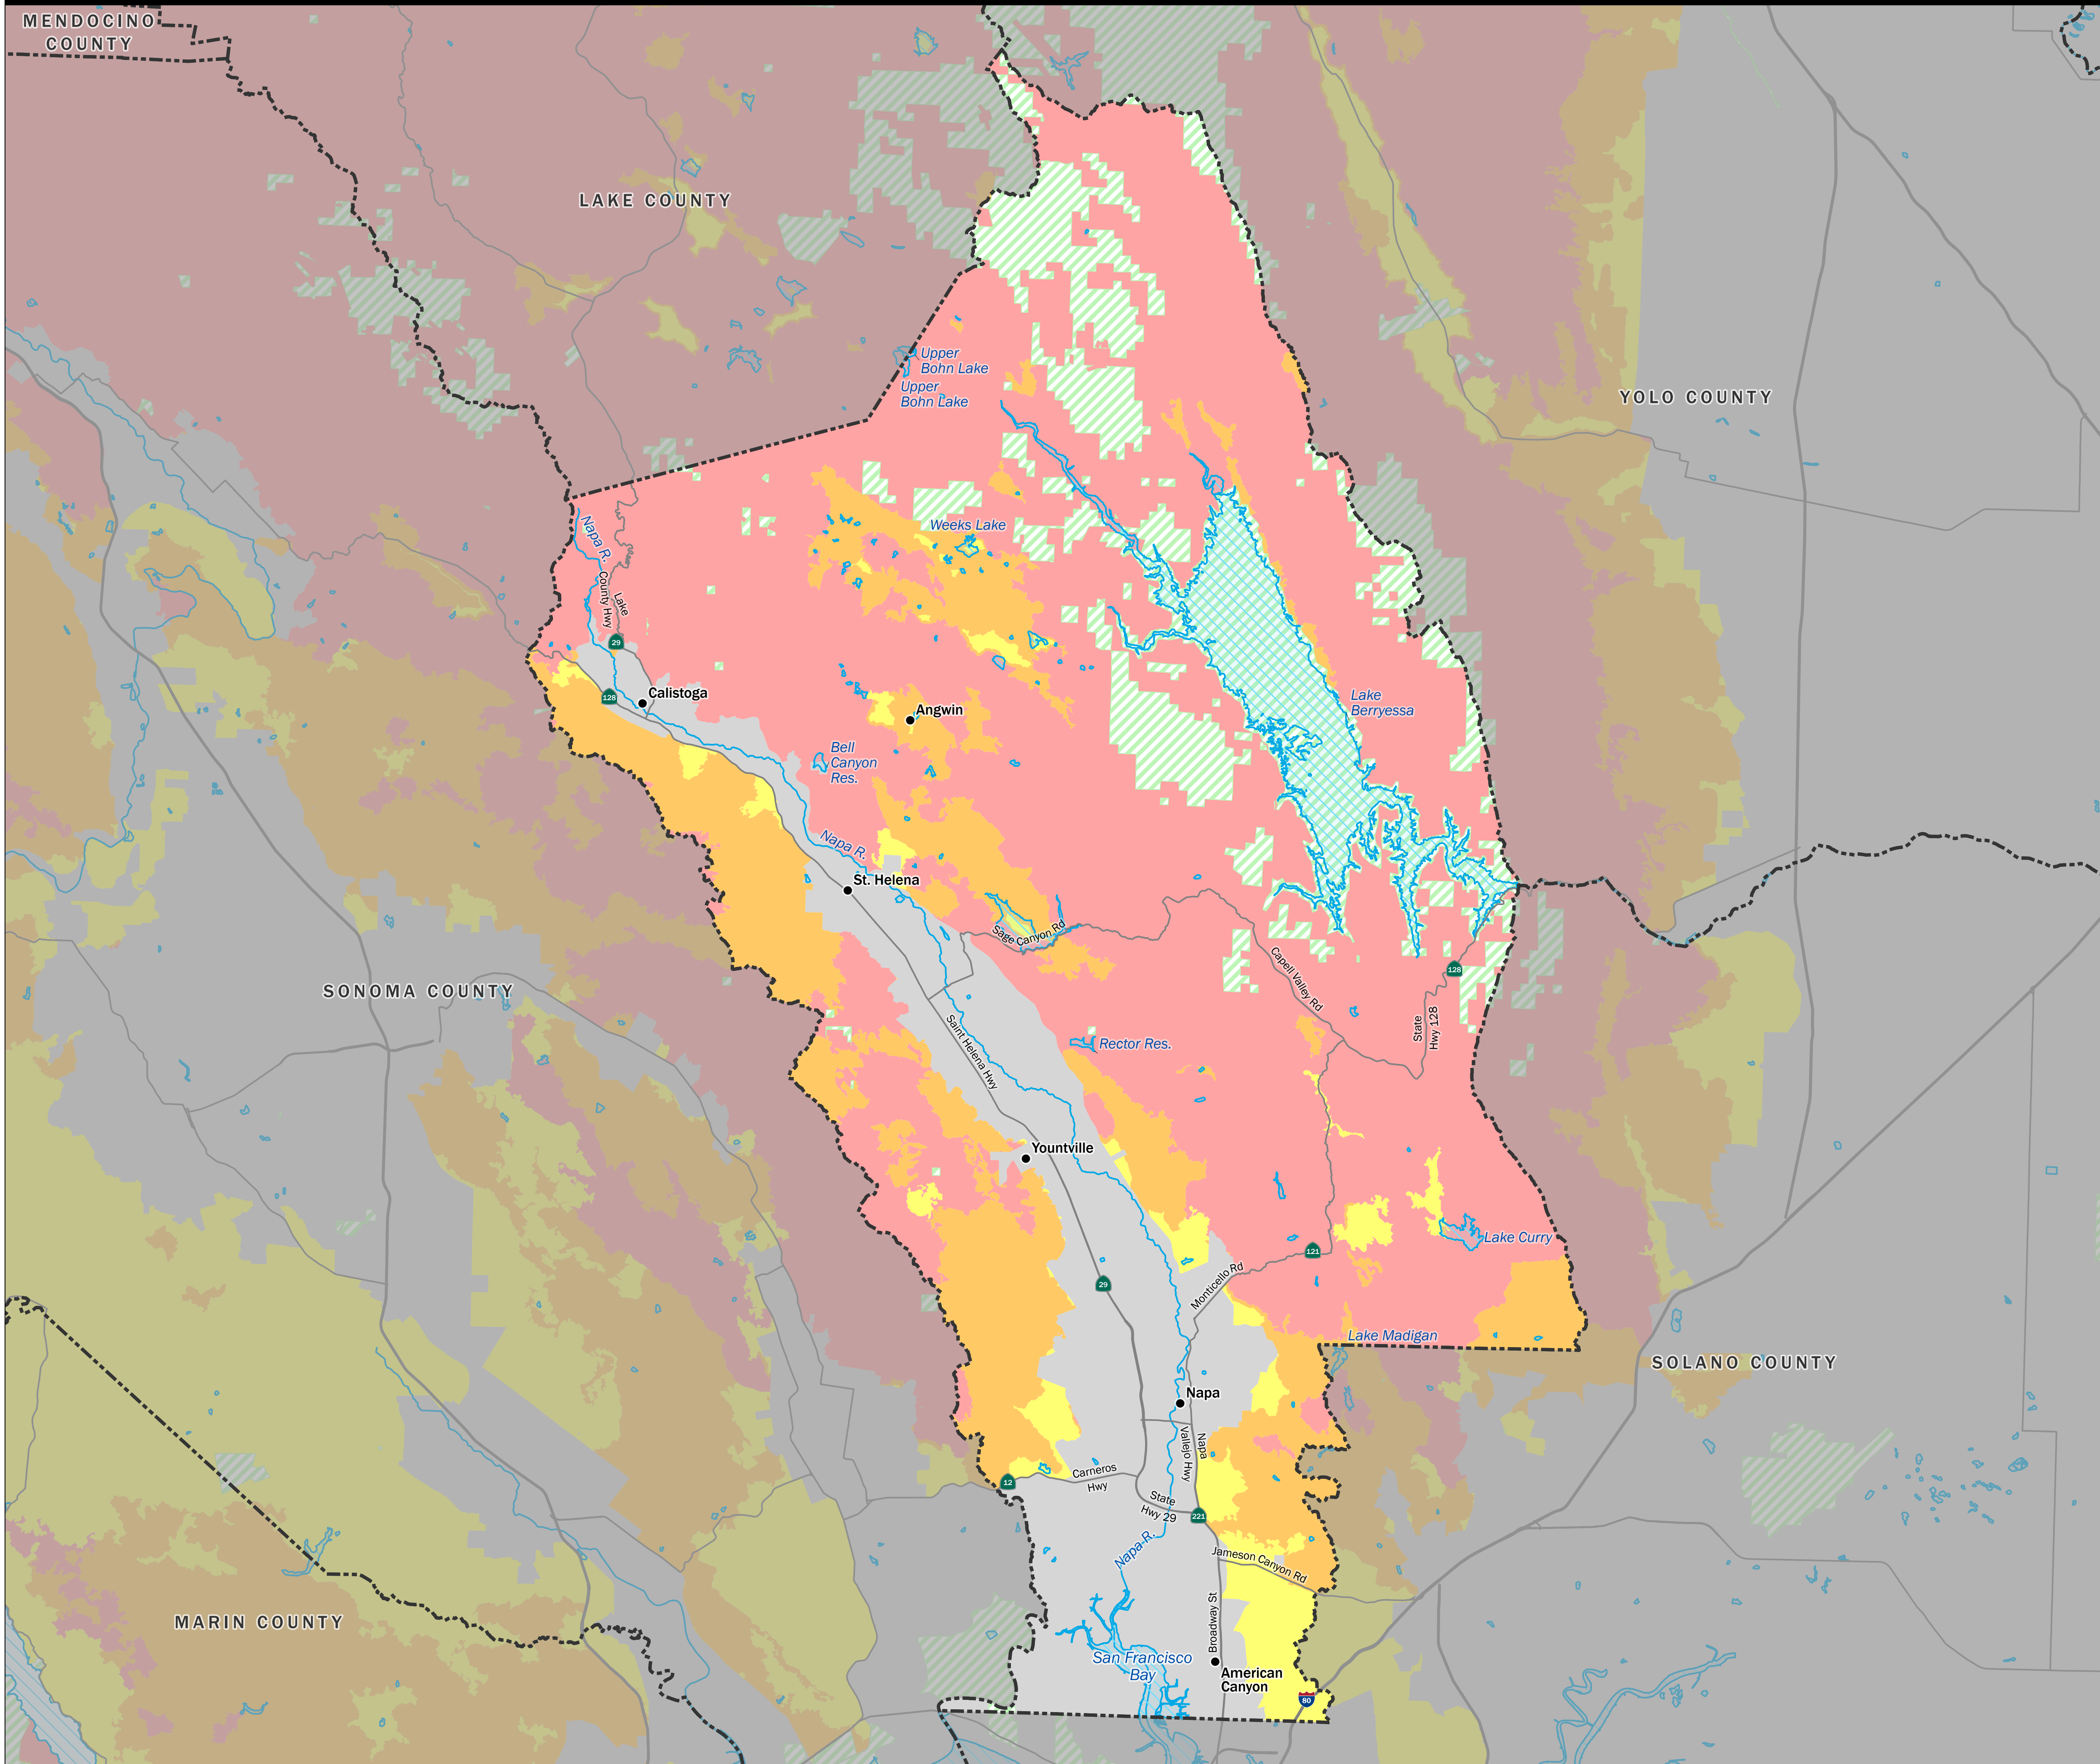 MENDOCINO
COUNTY
LAKE COUNTY
Upper
Bohn Lake
Upper
Bohn Lake
YOLO COUNTY
Napa R.
Weeks Lake
Lake
County Hwy
29
128
Calistoga
Angwin
Lake
Berryessa
Bell
Canyon
Res.
Napa R.
St. Helena
Sage Canyon Rd
Capell Valley Rd
128
State
Hwy 128
SONOMA COUNTY
Saint Helena Hwy
Rector Res.
Yountville
Lake Curry
121
Monticello Rd
29
Lake Madigan
SOLANO COUNTY
Napa
Napa
Vallejo Hwy
12
Carneros
Hwy
State
Hwy 29
221
Napa R.
Jameson Canyon Rd
MARIN COUNTY
Broadway St
San Francisco
Bay
American
Canyon
80